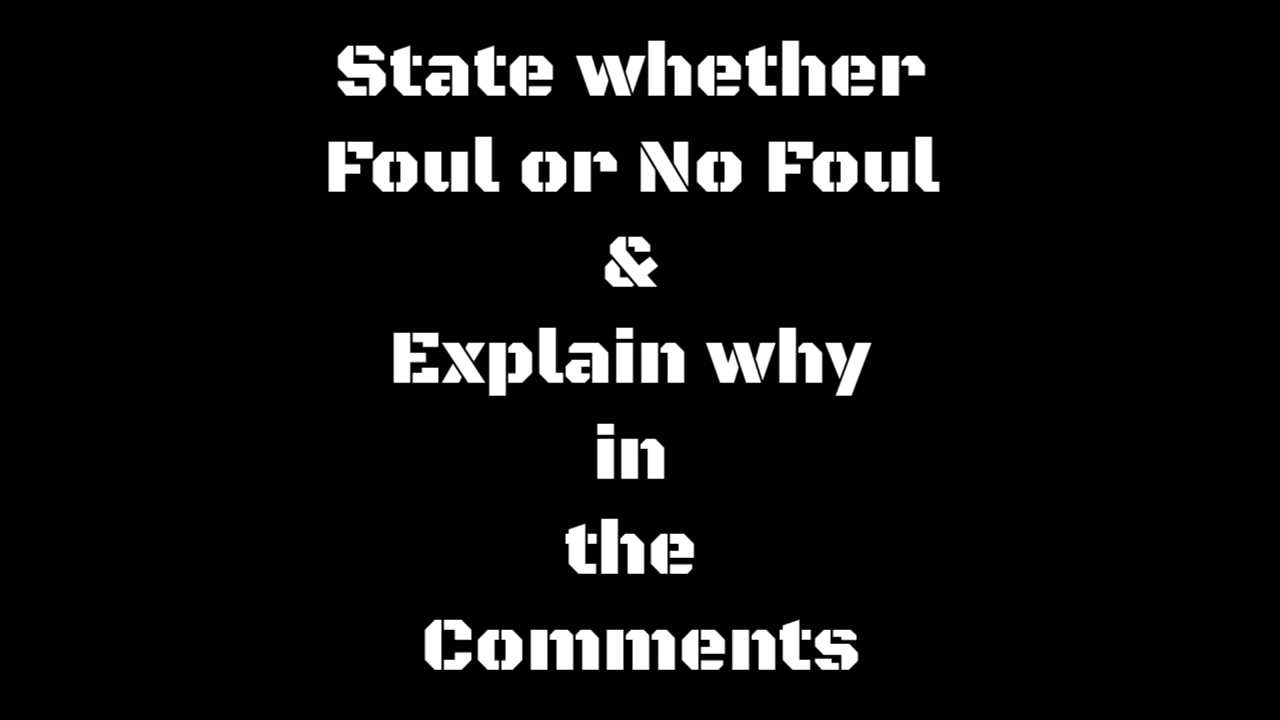 State whether
Foul or No Foul
&
Explain why
in
the
Comments